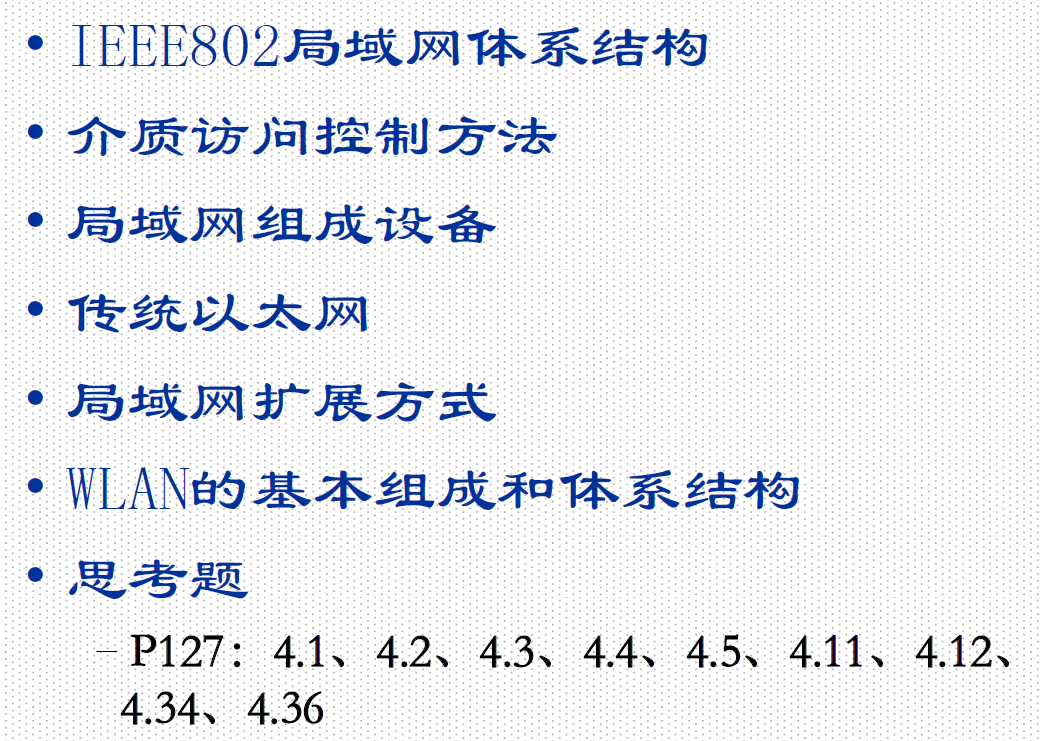 • IEEE802局域网体系结构
• 介质访问控制方法
• 局域网组成设备
• 传统以太网
• 局域网扩展方式
• WLAN的基本组成和体系结构
• 思考题
– P127：4.1、4.2、4.3、4.4、4.5、4.11、4.12、
4.34、4.36